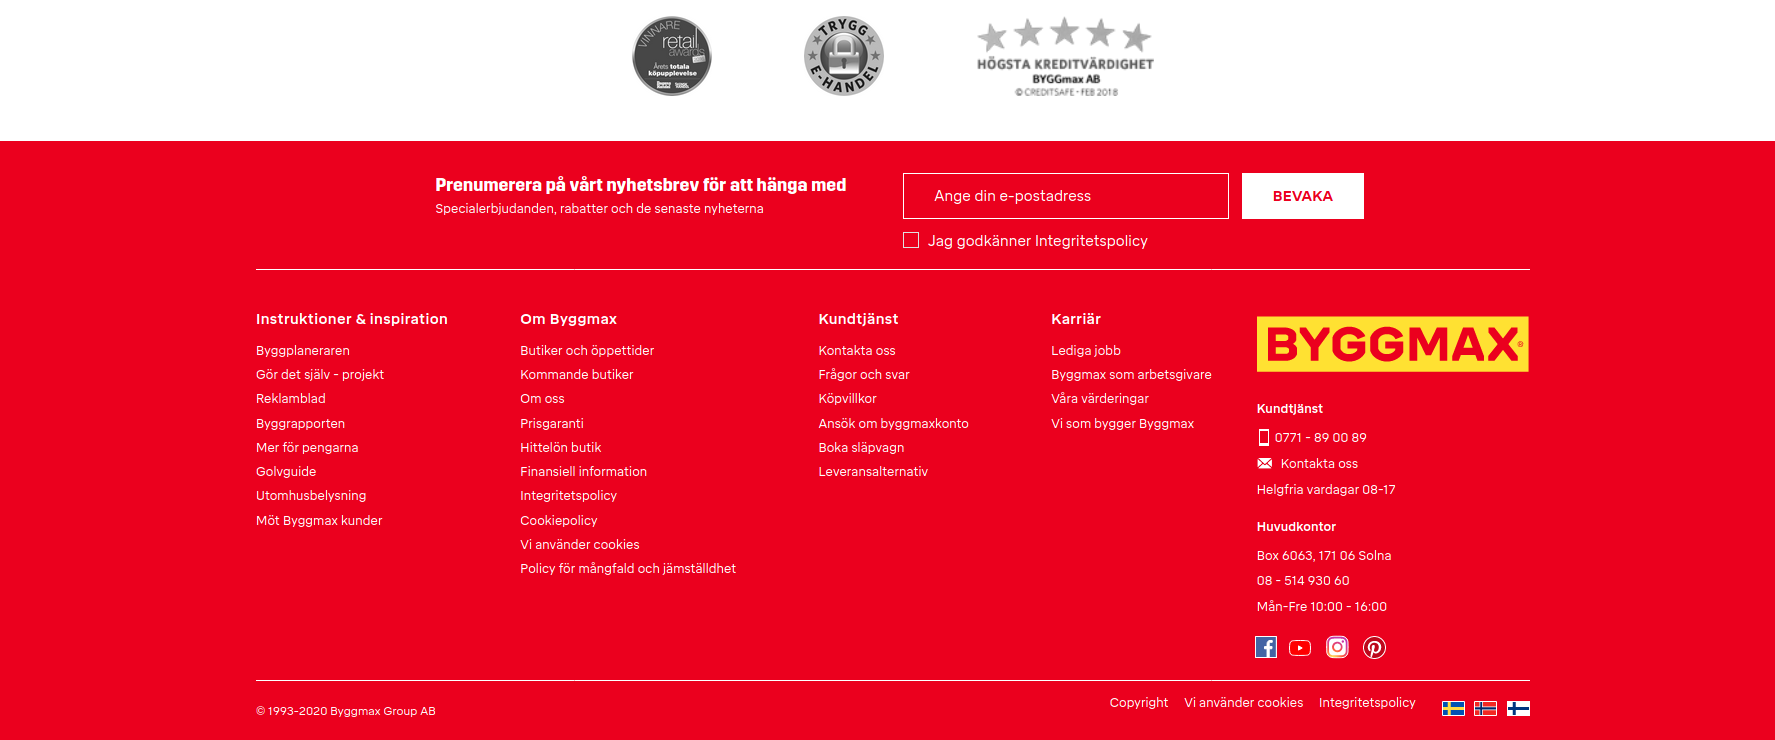 VINNARE
retail
awards
Årets totala
köpupplevelse
TRYGG
E-HANDEL
HÖGSTA KREDITVÄRDIGHET
BYGGmax AB
© CREDITSAFE - FEB 2018
Prenumerera på vårt nyhetsbrev för att hänga med
Specialerbjudanden, rabatter och de senaste nyheterna
Ange din e-postadress
BEVAKA
Jag godkänner Integritetspolicy
Instruktioner & inspiration
Byggplaneraren
Gör det själv - projekt
Reklamblad
Byggrapporten
Mer för pengarna
Golvguide
Utomhusbelysning
Möt Byggmax kunder
Om Byggmax
Butiker och öppettider
Kommande butiker
Om oss
Prisgaranti
Hittelön butik
Finansiell information
Integritetspolicy
Cookiepolicy
Vi använder cookies
Policy för mångfald och jämställdhet
Kundtjänst
Kontakta oss
Frågor och svar
Köpvillkor
Ansök om byggmaxkonto
Boka släpvagn
Leveransalternativ
Karriär
Lediga jobb
Byggmax som arbetsgivare
Våra värderingar
Vi som bygger Byggmax
BYGGMAX®
Kundtjänst
0771 - 89 00 89
Kontakta oss
Helgfria vardagar 08-17
Huvudkontor
Box 6063, 171 06 Solna
08 - 514 930 60
Mån-Fre 10:00 - 16:00
© 1993-2020 Byggmax Group AB
Copyright Vi använder cookies Integritetspolicy